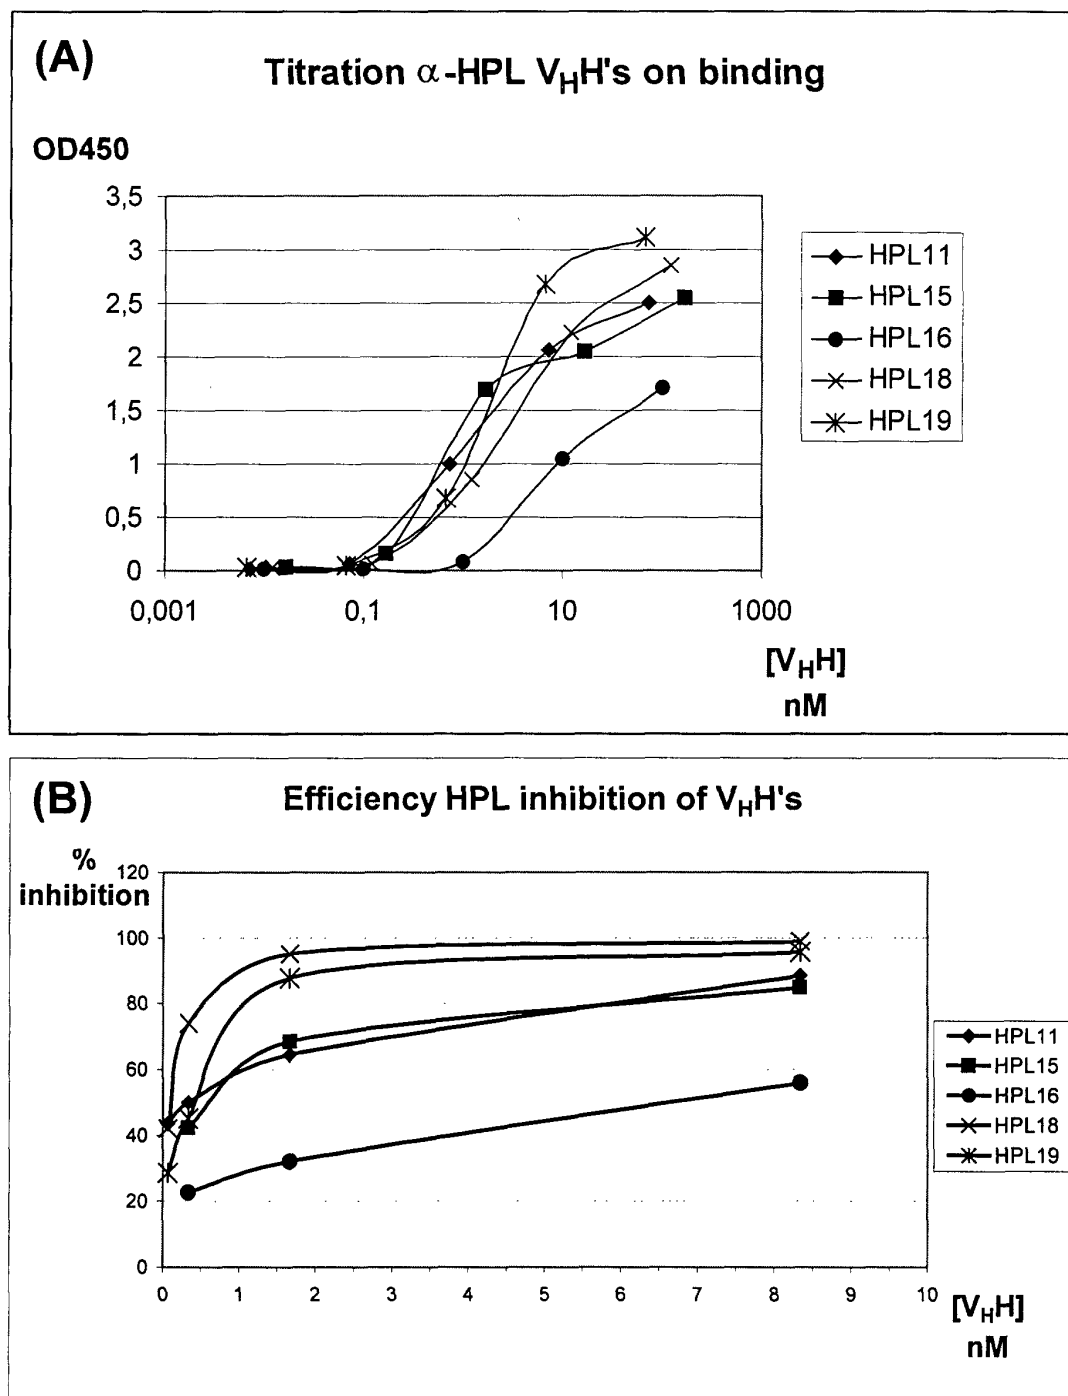 (A)
Titration α-HPL VHH's on binding
OD450
3,5
3
2,5
2
1,5
1
0,5
0
0,001
0,1
10
1000
[VHH]
nM
HPL11
HPL15
HPL16
HPL18
HPL19
(B)
Efficiency HPL inhibition of VHH's
%
inhibition
120
100
80
60
40
20
0
0 1 2 3 4 5 6 7 8 9 10
[VHH]
nM
HPL11
HPL15
HPL16
HPL18
HPL19